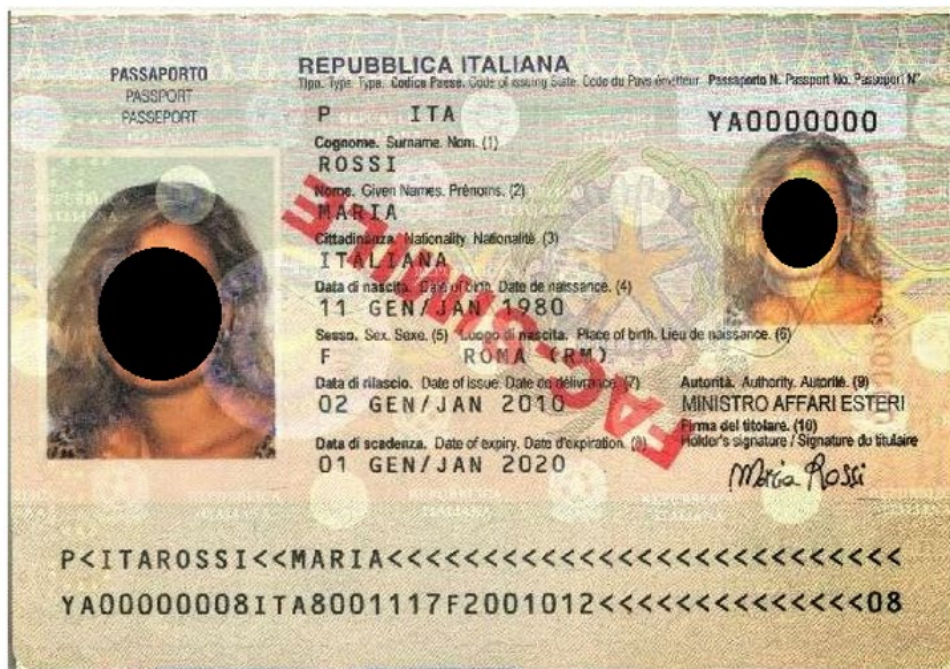 REPUBBLICA ITALIANA
PASSAPORTO
PASSPORT
PASSEPORT
Tipo. Type. Type. Codice Paese. Code of issuing State. Code du Pays émetteur. Passaporto N. Passport No. Passeport N°
P ITA YA0000000
Cognome. Surname. Nom. (1)
ROSSI
Nome. Given Names. Prénoms. (2)
MARIA
Cittadinanza. Nationality. Nationalité. (3)
ITALIANA
Data di nascita. Date of birth. Date de naissance. (4)
11 GEN/JAN 1980
Sesso. Sex. Sexe. (5) Luogo di nascita. Place of birth. Lieu de naissance. (6)
F ROMA (RM)
Data di rilascio. Date of issue. Date de délivrance. (7)
02 GEN/JAN 2010
Data di scadenza. Date of expiry. Date d'expiration. (8)
01 GEN/JAN 2020
Autorità. Authority. Autorité. (9)
MINISTRO AFFARI ESTERI
Firma del titolare. (10)
Holder's signature / Signature du titulaire
Maria Rossi
FAC-SIMILE
P<ITAROSSI<<MARIA<<<<<<<<<<<<<<<<<<<<<<<<<<<
YA00000008ITA8001117F2001012<<<<<<<<<<<<<<08